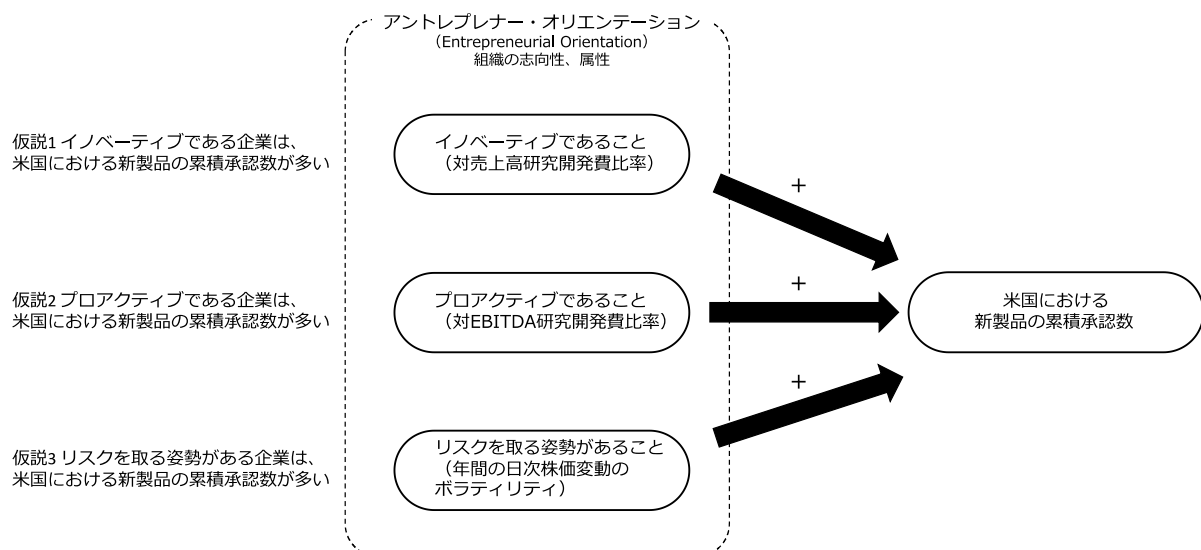 アントレプレナー・オリエンテーション
（Entrepreneurial Orientation）
組織の志向性、属性
仮説1 イノベーティブである企業は、
米国における新製品の累積承認数が多い
イノベーティブであること
（対売上高研究開発費比率）
+
仮説2 プロアクティブである企業は、
米国における新製品の累積承認数が多い
プロアクティブであること
（対EBITDA研究開発費比率）
+
米国における
新製品の累積承認数
仮説3 リスクを取る姿勢がある企業は、
米国における新製品の累積承認数が多い
リスクを取る姿勢があること
（年間の日次株価変動の
ボラティリティ）
+